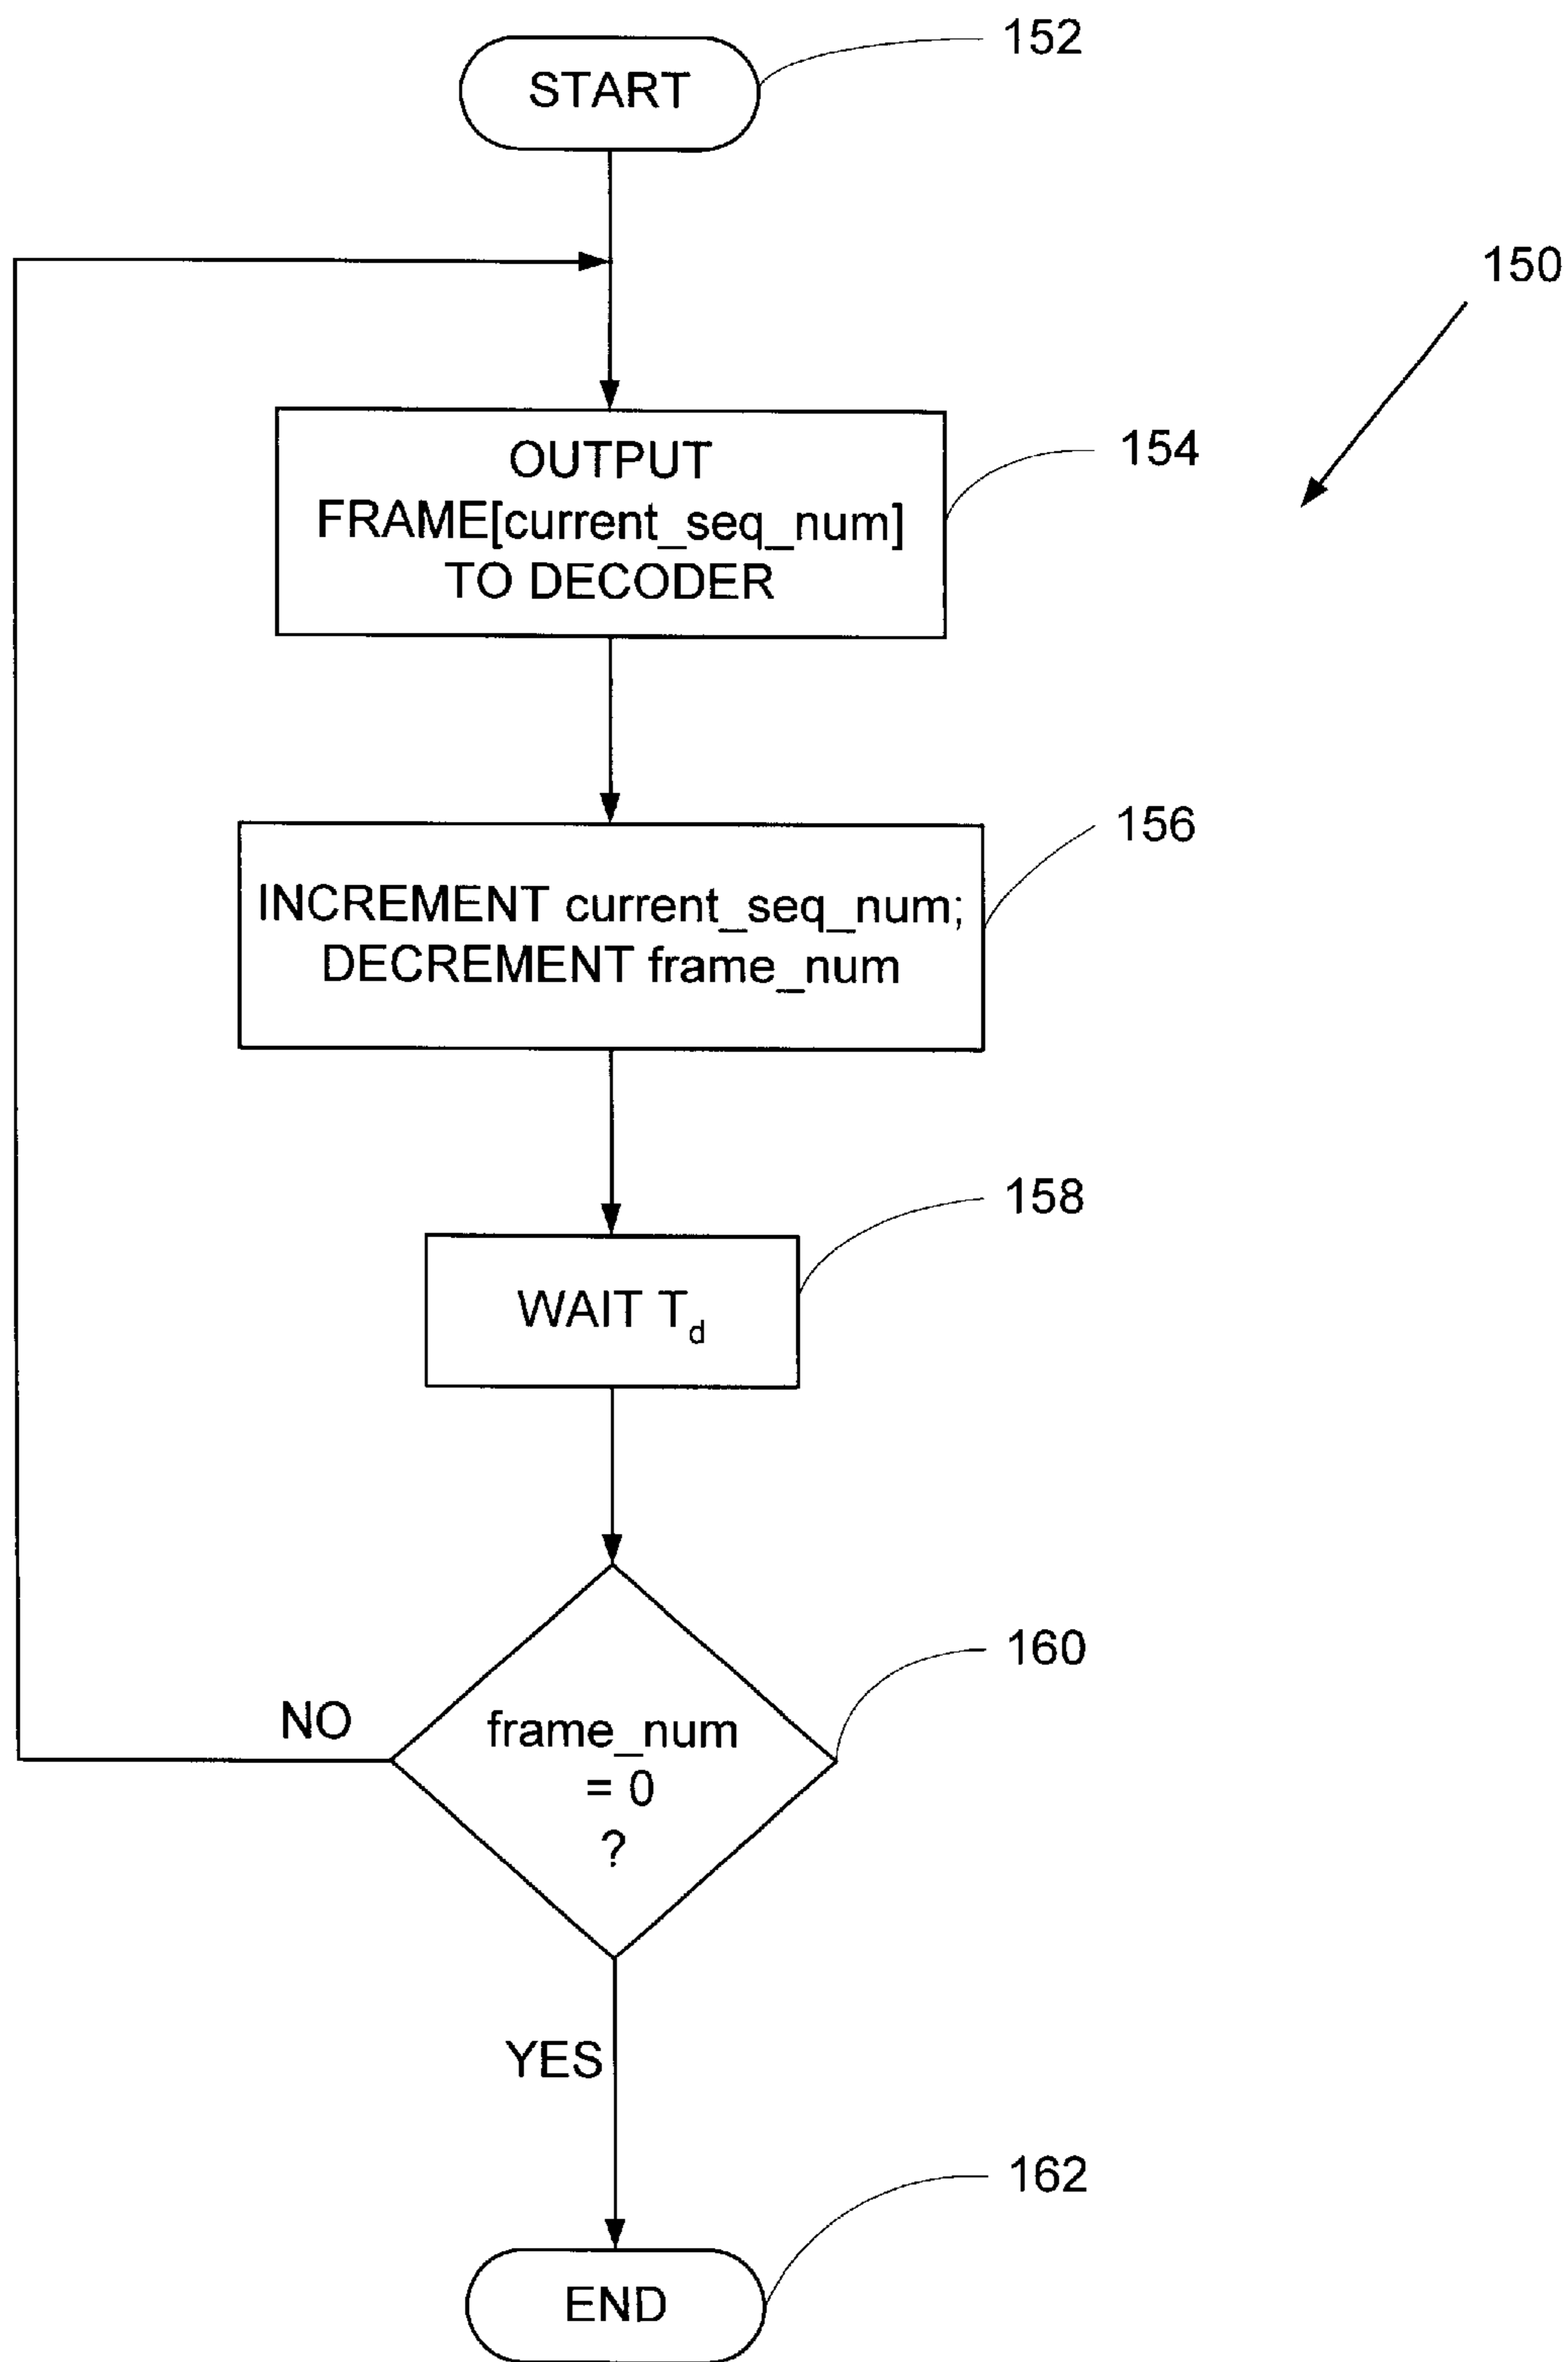 152
START
150
OUTPUT
FRAME[current_seq_num]
TO DECODER
154
156
INCREMENT current_seq_num;
DECREMENT frame_num
158
WAIT Td
160
NO
frame_num
= 0
?
YES
162
END